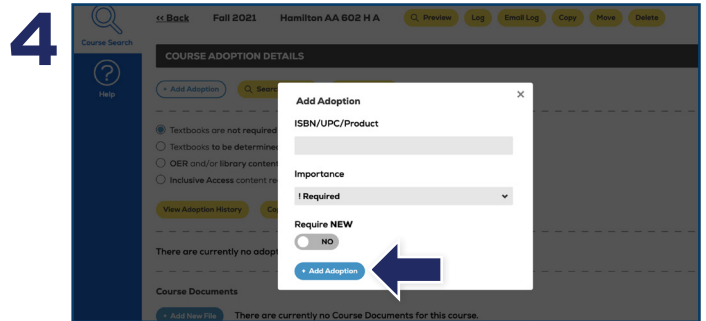 4
Course Search
Help
<< Back Fall 2021 Hamilton AA 602 H A Preview Log Email Log Copy Move Delete
COURSE ADOPTION DETAILS
+ Add Adoption
Textbooks are not required
Textbooks to be determined
OER and/or library content
Inclusive Access content
View Adoption History
There are currently no
Course Documents
+ Add New File There are currently no Course Documents for this course.
Add Adoption ×
ISBN/UPC/Product
Importance
! Required
Require NEW
NO
+ Add Adoption